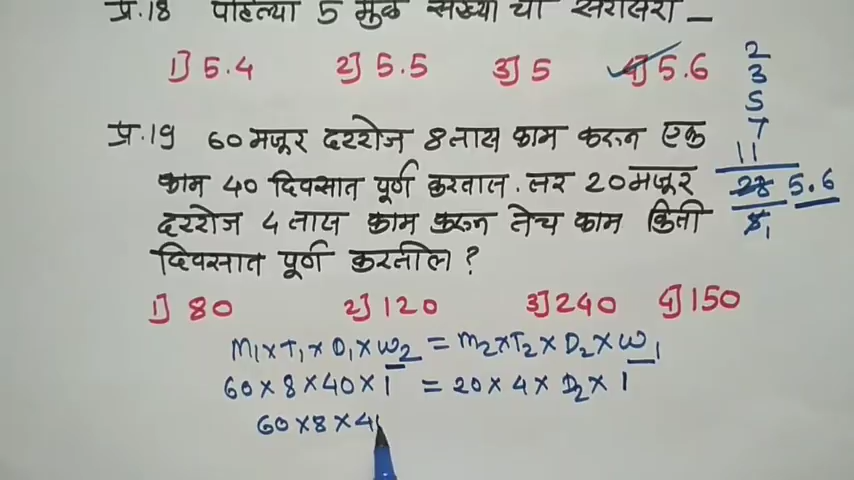 प्र.18 पहिल्या 5 मुळ संख्या ची सरासरी _
1) 5.4 2) 5.5 3) 5 4) 5.6
2
3
5
7
11
28 5.6
5 1
प्र.19 60 मजूर दररोज 8 तास काम करून एक
काम 40 दिवसात पूर्ण करतात. तर 20 मजूर
दररोज 4 तास काम करून तेच काम किती
दिवसात पूर्ण करतील?
1) 80 2) 120 3) 240 4) 150
M₁ × T₁ × D₁ × W₂ = M₂ × T₂ × D₂ × W₁
60 × 8 × 40 × 1 = 20 × 4 × D₂ × 1
60 × 8 × 4